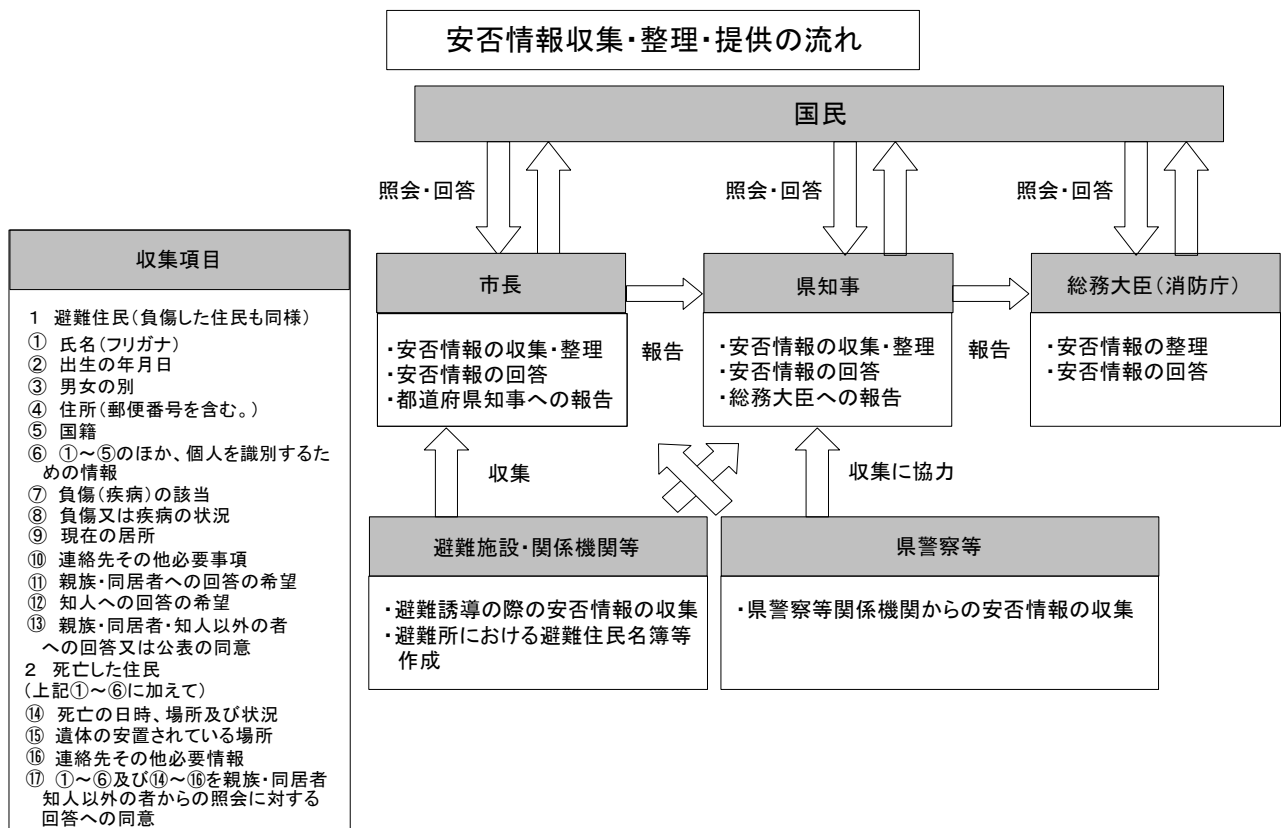 安否情報収集・整理・提供の流れ
国民
照会・回答
照会・回答
照会・回答
収集項目
1 避難住民(負傷した住民も同様)
① 氏名(フリガナ)
② 出生の年月日
③ 男女の別
④ 住所(郵便番号を含む。)
⑤ 国籍
⑥ ①～⑤のほか、個人を識別するた
めの情報
⑦ 負傷(疾病)の該当
⑧ 負傷又は疾病の状況
⑨ 現在の居所
⑩ 連絡先その他必要事項
⑪ 親族・同居者への回答の希望
⑫ 知人への回答の希望
⑬ 親族・同居者・知人以外の者
への回答又は公表の同意
2 死亡した住民
(上記①～⑥に加えて)
⑭ 死亡の日時、場所及び状況
⑮ 遺体の安置されている場所
⑯ 連絡先その他必要情報
⑰ ①～⑥及び⑭～⑯を親族・同居者
知人以外の者からの照会に対する
回答への同意
市長
・安否情報の収集・整理
・安否情報の回答
・都道府県知事への報告
報告
県知事
・安否情報の収集・整理
・安否情報の回答
・総務大臣への報告
報告
総務大臣(消防庁)
・安否情報の整理
・安否情報の回答
収集
収集に協力
避難施設・関係機関等
・避難誘導の際の安否情報の収集
・避難所における避難住民名簿等
作成
県警察等
・県警察等関係機関からの安否情報の収集